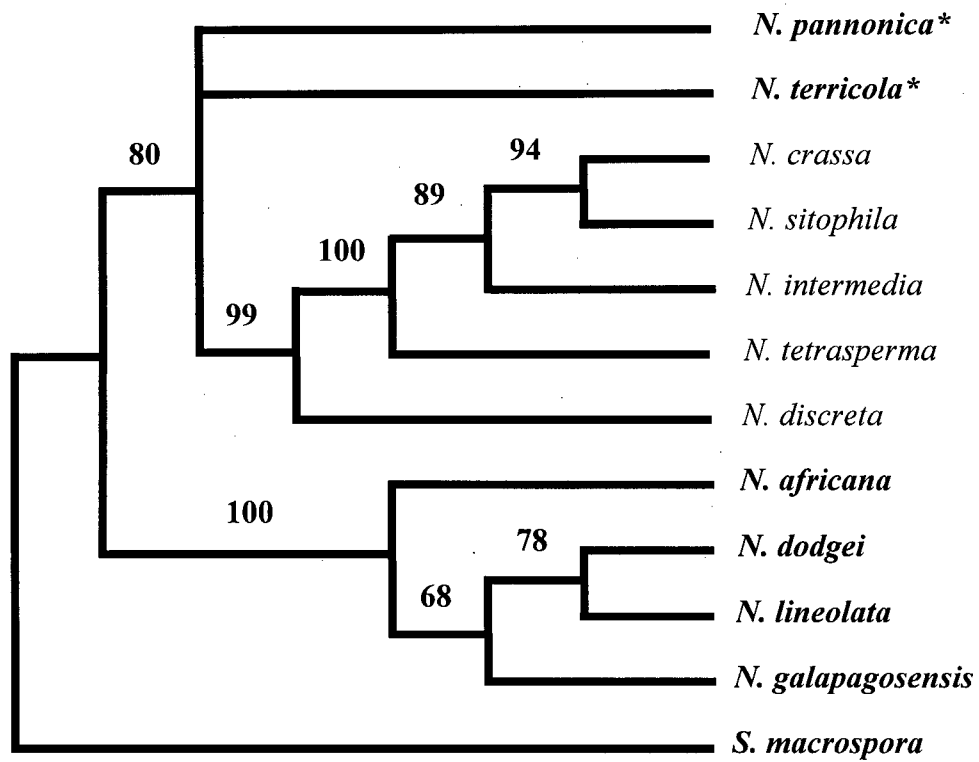 N. pannonica*
N. terricola*
80
94
N. crassa
89
N. sitophila
100
N. intermedia
99
N. tetrasperma
N. discreta
N. africana
100
78
N. dodgei
68
N. lineolata
N. galapagosensis
S. macrospora